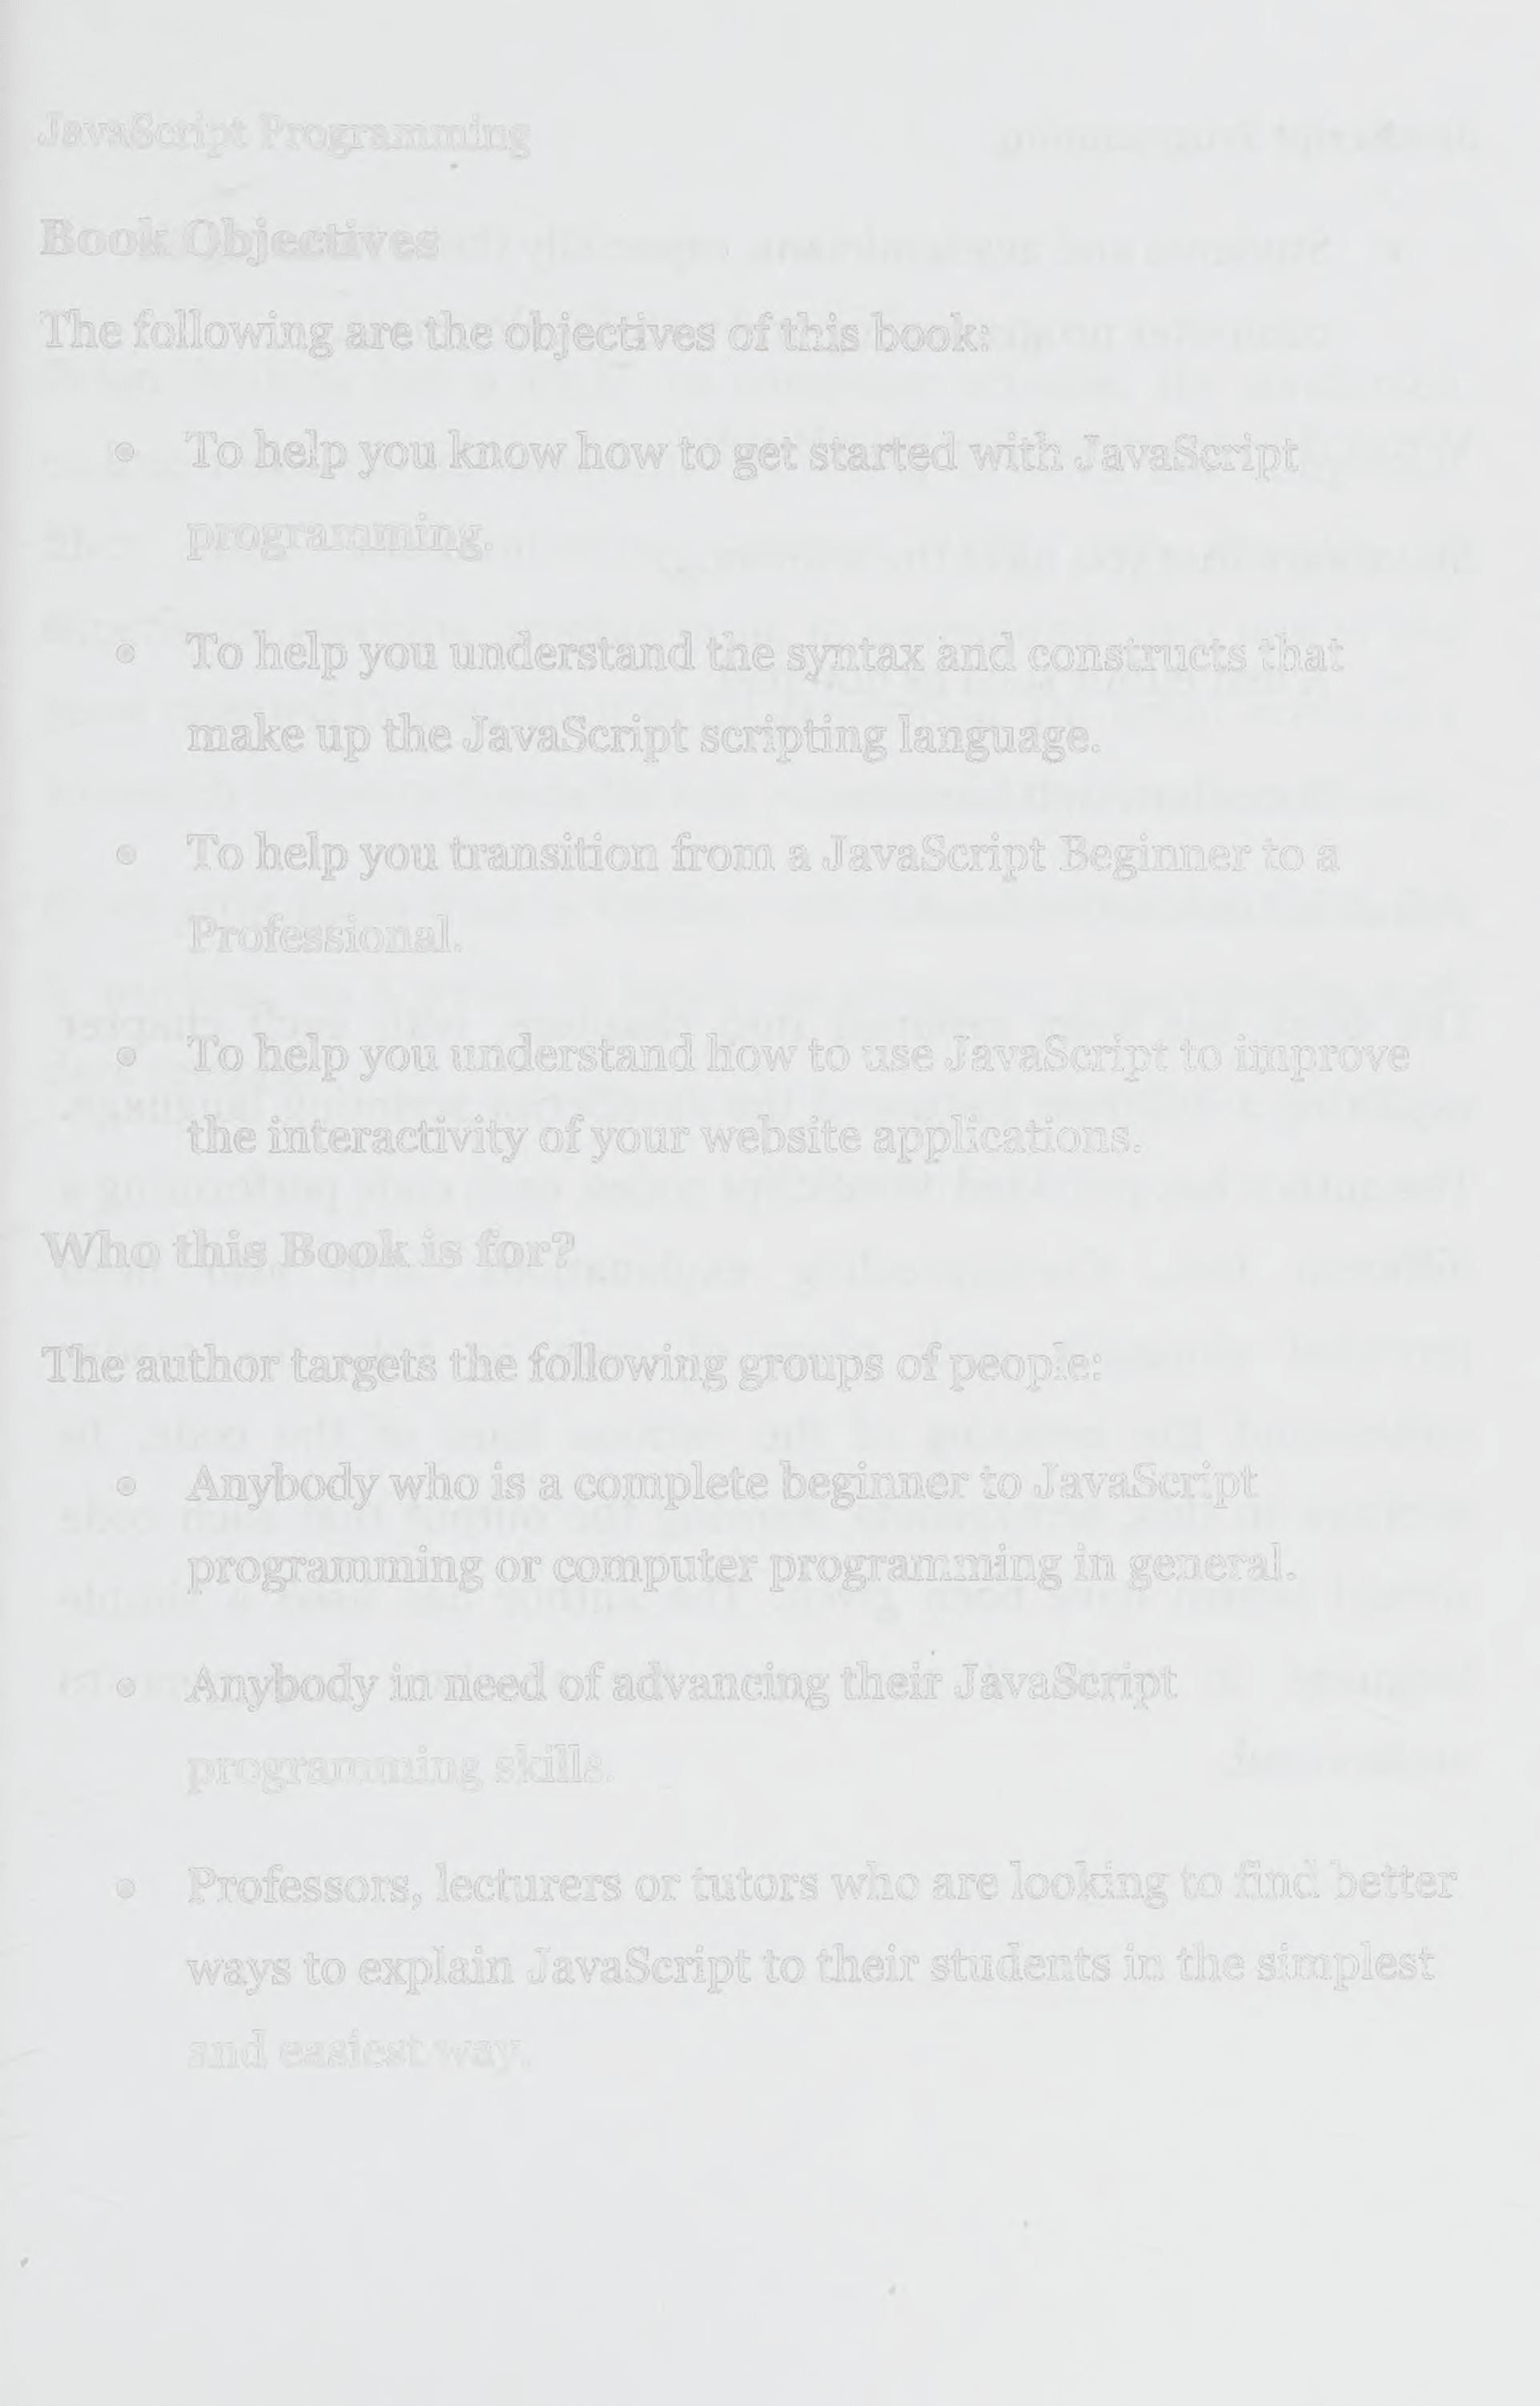 JavaScript Programming
Book Objectives
The following are the objectives of this book:
• To help you know how to get started with JavaScript
programming.
• To help you understand the syntax and constructs that
make up the JavaScript scripting language.
• To help you transition from a JavaScript Beginner to a
Professional.
• To help you understand how to use JavaScript to improve
the interactivity of your website applications.
Who this Book is for?
The author targets the following groups of people:
• Anybody who is a complete beginner to JavaScript
programming or computer programming in general.
• Anybody in need of advancing their JavaScript
programming skills.
• Professors, lecturers or tutors who are looking to find better
ways to explain JavaScript to their students in the simplest
and easiest way.